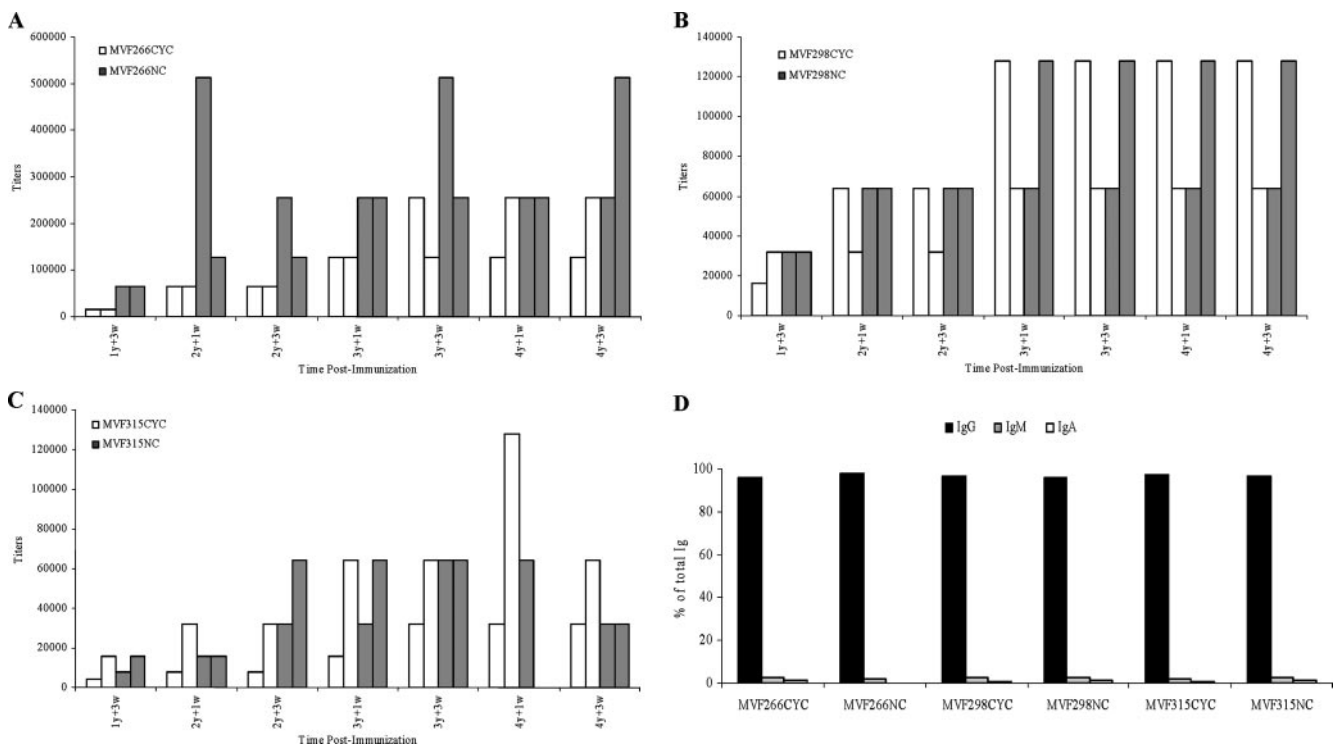 A
MVF266CYC
MVF266NC
600000
500000
400000
300000
200000
100000
0
Titers
1y+3w
2y+1w
2y+3w
3y+1w
3y+3w
4y+1w
4y+3w
Time Post-Immunization
B
MVF298CYC
MVF298NC
140000
120000
100000
80000
60000
40000
20000
0
Titers
1y+3w
2y+1w
2y+3w
3y+1w
3y+3w
4y+1w
4y+3w
Time Post-Immunization
C
MVF315CYC
MVF315NC
140000
120000
100000
80000
60000
40000
20000
0
Titers
1y+3w
2y+1w
2y+3w
3y+1w
3y+3w
4y+1w
4y+3w
Time Post-Immunization
D
IgG IgM IgA
100
80
60
40
20
0
% of total Ig
MVF266CYC MVF266NC MVF298CYC MVF298NC MVF315CYC MVF315NC